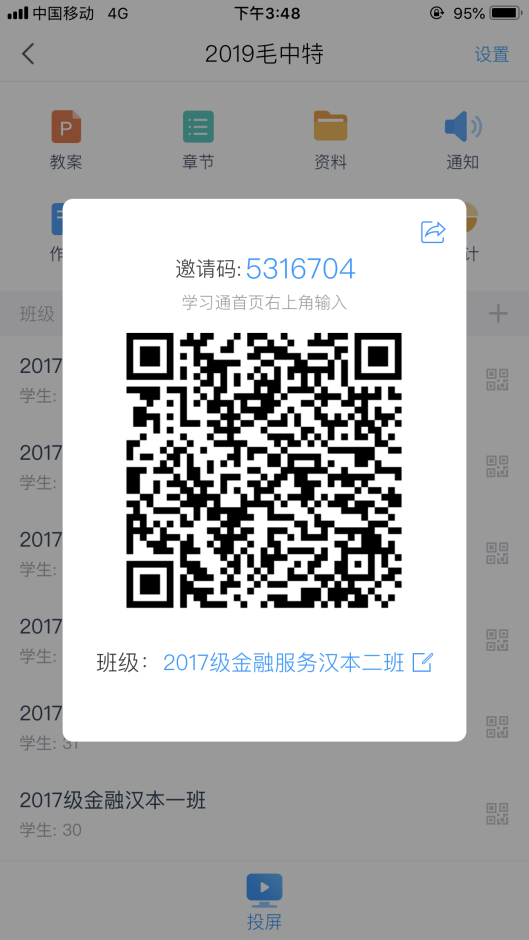 中国移动 4G 下午3:48 95%
2019毛中特 设置
教案 章节 资料 通知
作 计
邀请码: 5316704
学习通首页右上角输入
班级
2017
学生:
2017
学生:
2017
学生:
2017
学生:
班级： 2017级金融服务汉本二班
2017
学生: 31
2017级金融汉本一班
学生: 30
投屏